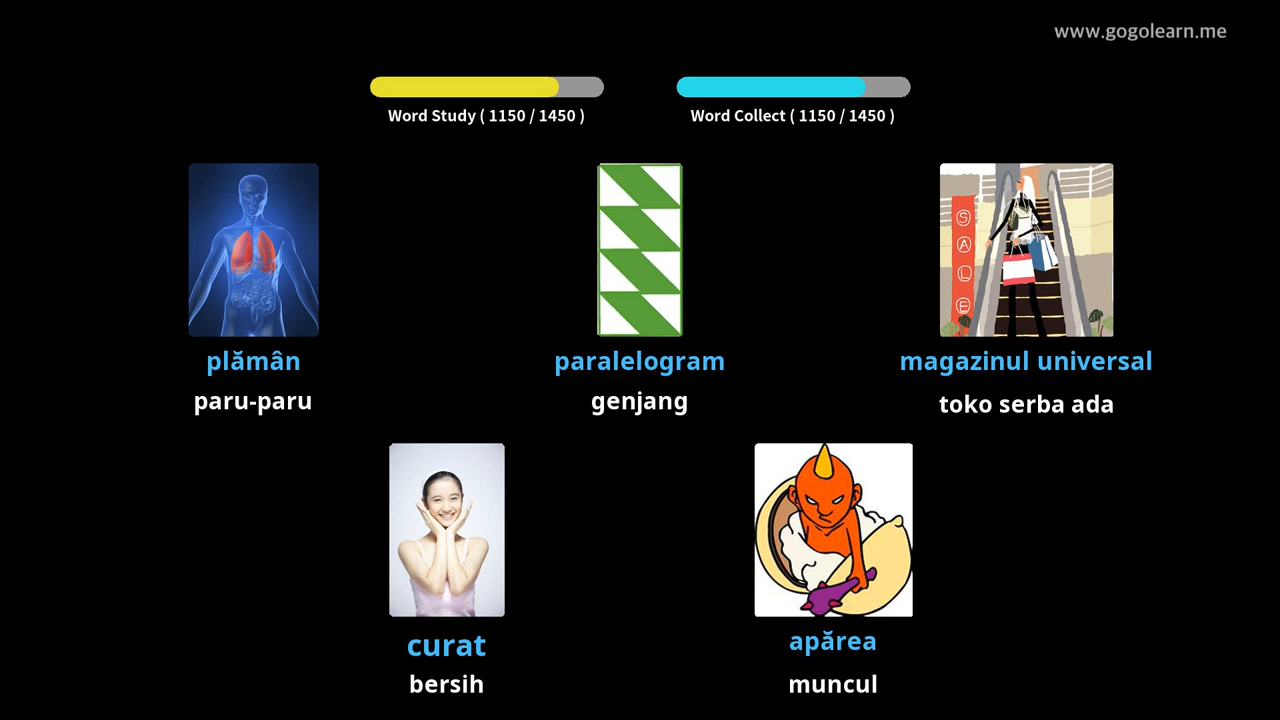 www.gogolearn.me
Word Study ( 1150 / 1450 )
Word Collect ( 1150 / 1450 )
SALE
plămân
paralelogram
magazinul universal
paru-paru
genjang
toko serba ada
curat
apărea
bersih
muncul